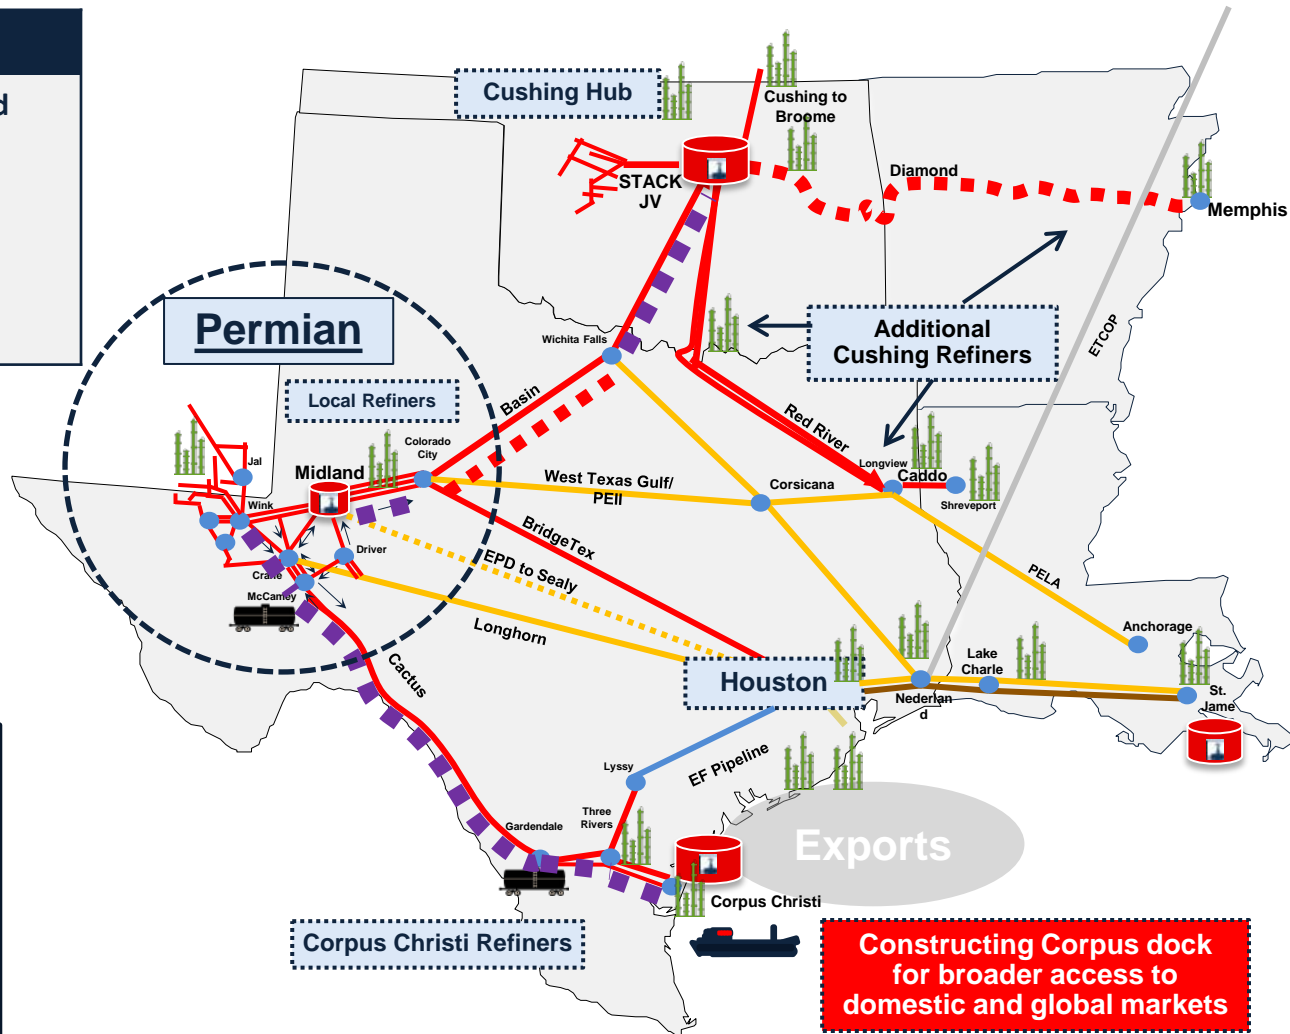 d
Cushing Hub
Cushing to
Broome
STACK
JV
Diamond
Memphis
Permian
Wichita Falls
Additional
Cushing Refiners
ETCOP
Local Refiners
Basin
Red River
Colorado
City
Jal
Midland
Longview
Caddo
Shreveport
West Texas Gulf/
PEII
Corsicana
Wink
BridgeTex
Driver
EPD to Sealy
Crane
McCamey
PELA
Longhorn
Anchorage
Cactus
Lake
Charle
Houston
Nederlan
d
St.
Jame
EF Pipeline
Lyssy
Three
Rivers
Gardendale
Exports
Corpus Christi
Corpus Christi Refiners
Constructing Corpus dock
for broader access to
domestic and global markets